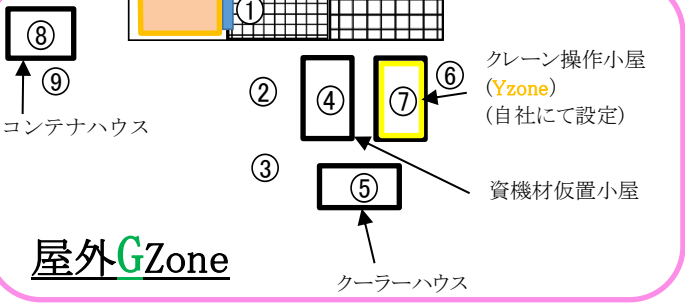 ①
⑧
⑨
コンテナハウス
②
④
⑦
⑥
クレーン操作小屋
(Yzone)
(自社にて設定)
③
⑤
資機材仮置小屋
屋外GZone
クーラーハウス